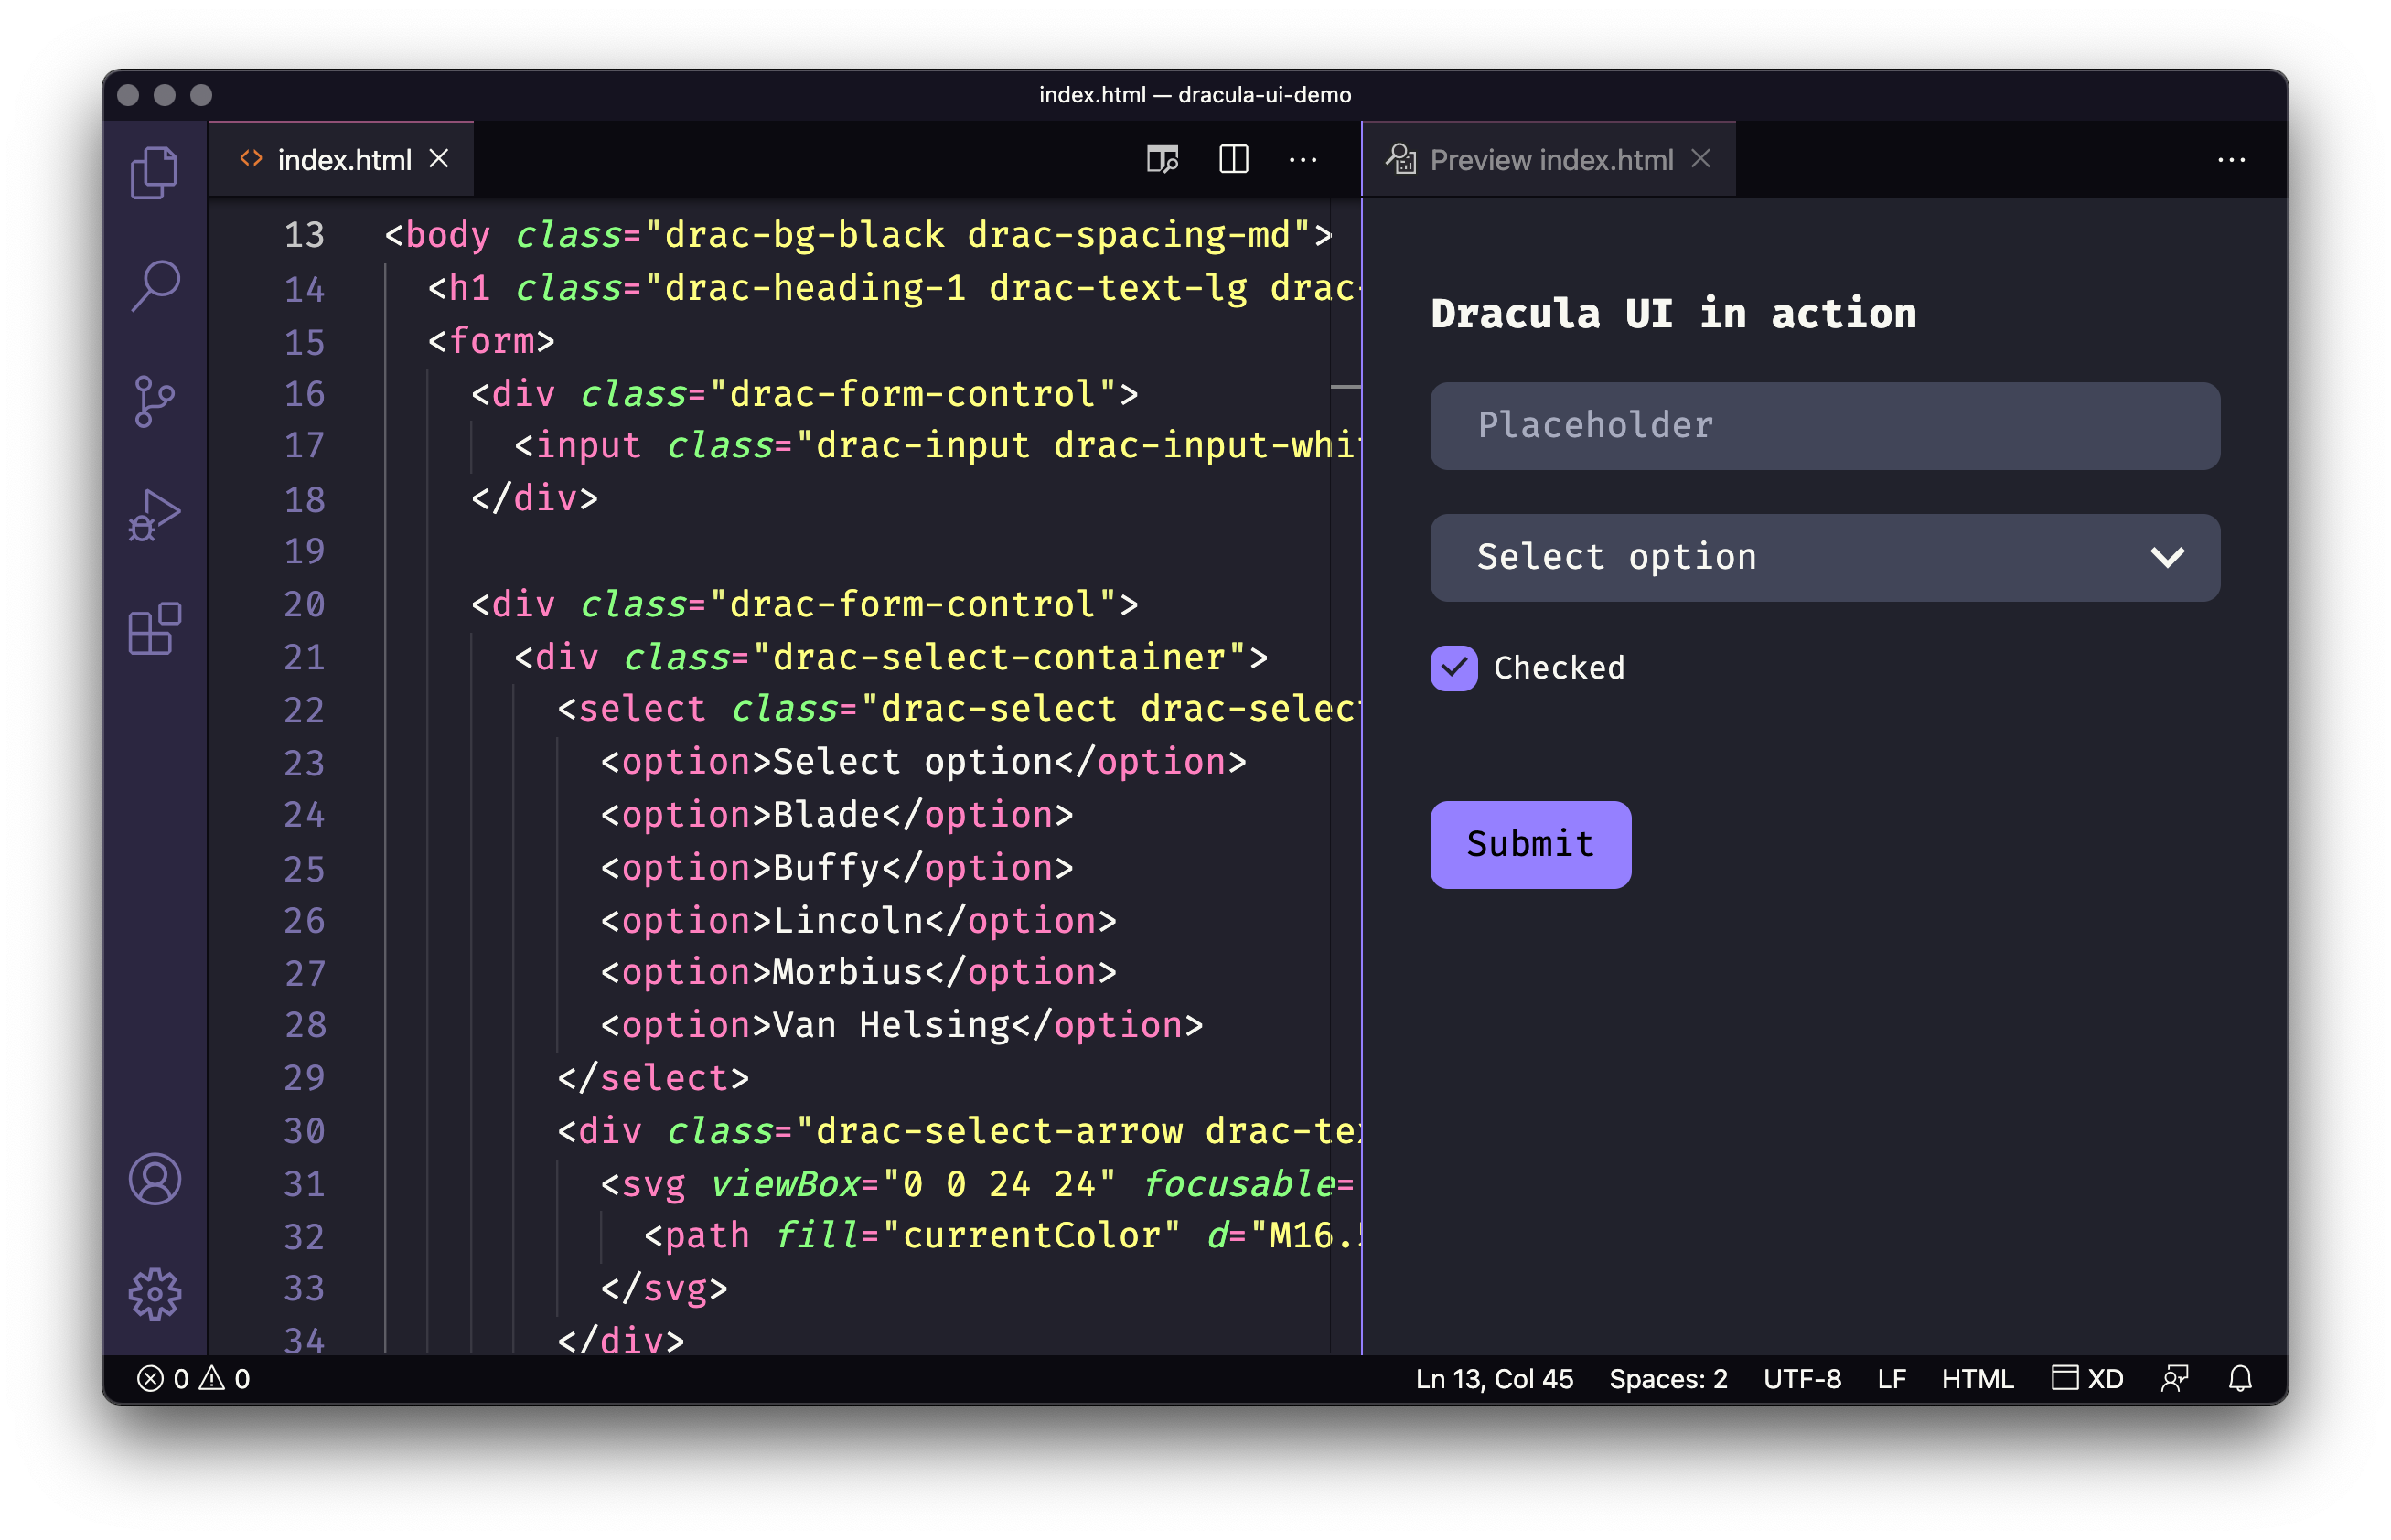 index.html — dracula-ui-demo
<> index.html
13 <body class="drac-bg-black drac-spacing-md">
14 <h1 class="drac-heading-1 drac-text-lg drac-
15 <form>
16 <div class="drac-form-control">
17 <input class="drac-input drac-input-whi
18 </div>
19
20 <div class="drac-form-control">
21 <div class="drac-select-container">
22 <select class="drac-select drac-selec
23 <option>Select option</option>
24 <option>Blade</option>
25 <option>Buffy</option>
26 <option>Lincoln</option>
27 <option>Morbius</option>
28 <option>Van Helsing</option>
29 </select>
30 <div class="drac-select-arrow drac-te
31 <svg viewBox="0 0 24 24" focusable=
32 <path fill="currentColor" d="M16.
33 </svg>
34 </div>
Preview index.html
Dracula UI in action
Placeholder
Select option
Checked
Submit
0 0
Ln 13, Col 45 Spaces: 2 UTF-8 LF HTML XD